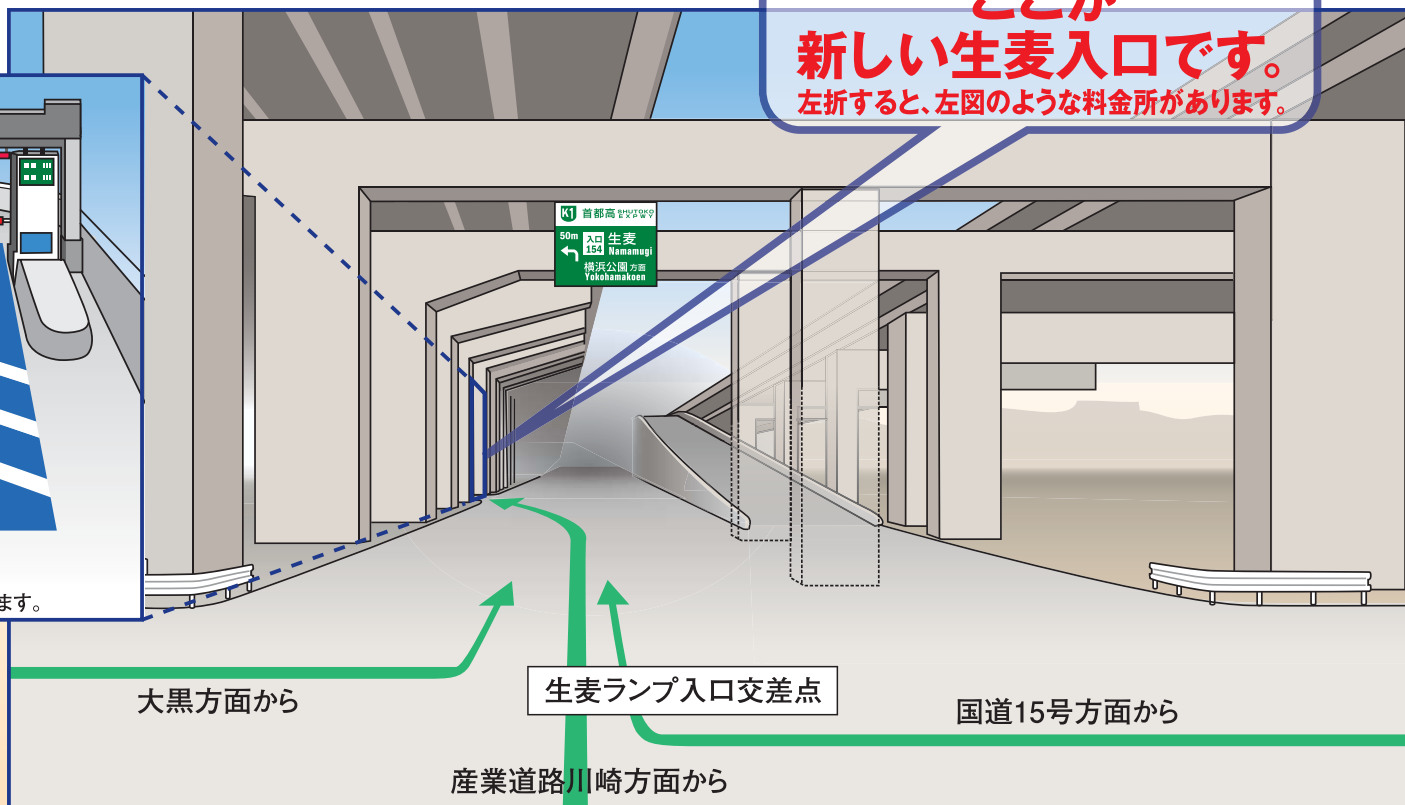 ここが
新しい生麦入口です。
左折すると、左図のような料金所があります。
K1 首都高 SHUTOKO EXPWY
50m 入口 154 生麦 Namamugi
横浜公園 方面
Yokohamakoen
ます。
大黒方面から
生麦ランプ入口交差点
国道15号方面から
産業道路川崎方面から